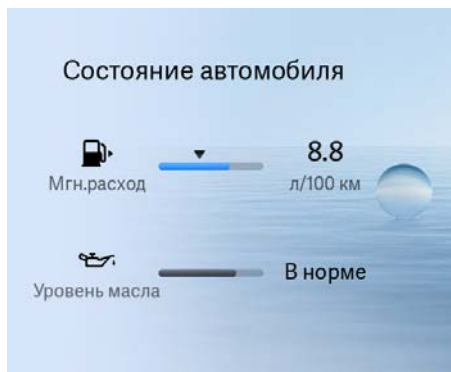 Состояние автомобиля
8.8
Мгн.расход
л/100 км
В норме
Уровень масла